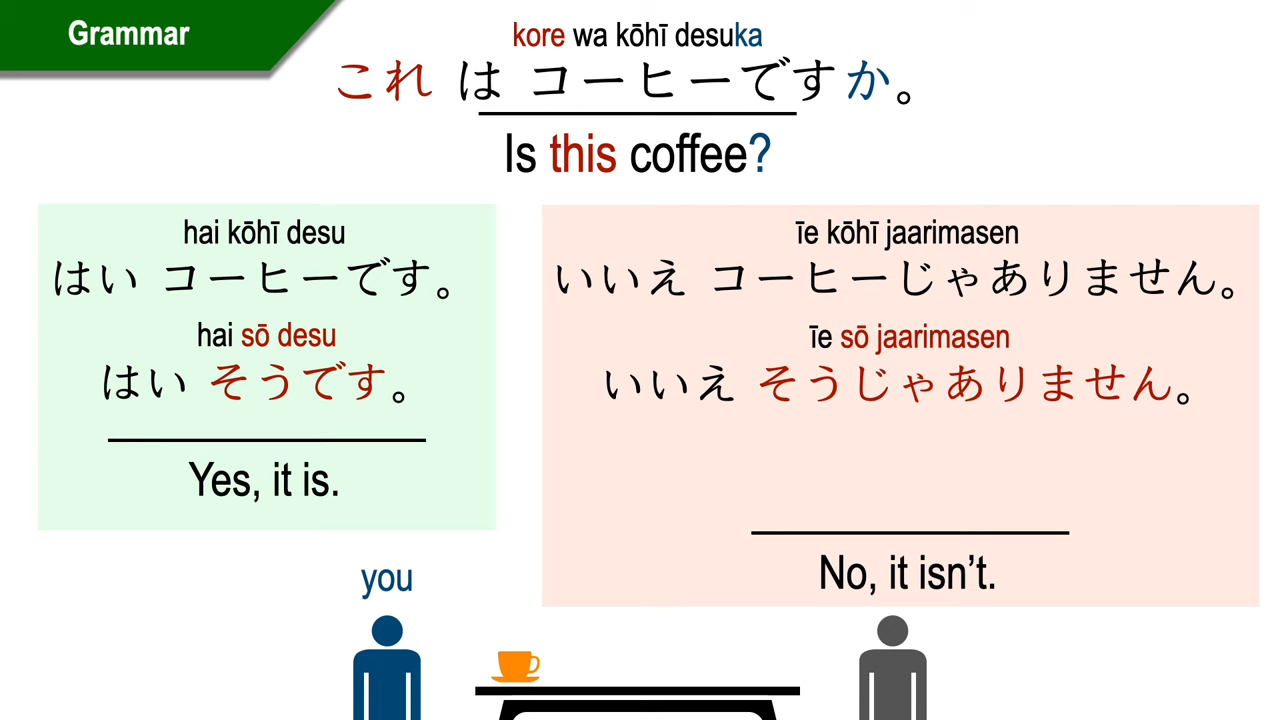 Grammar
kore wa kōhī desuka
これ は コーヒーですか。
Is this coffee?
hai kōhī desu
はい コーヒーです。
hai sō desu
はい そうです。
Yes, it is.
īe kōhī jaarimasen
いいえ コーヒーじゃありません。
īe sō jaarimasen
いいえ そうじゃありません。
No, it isn’t.
you